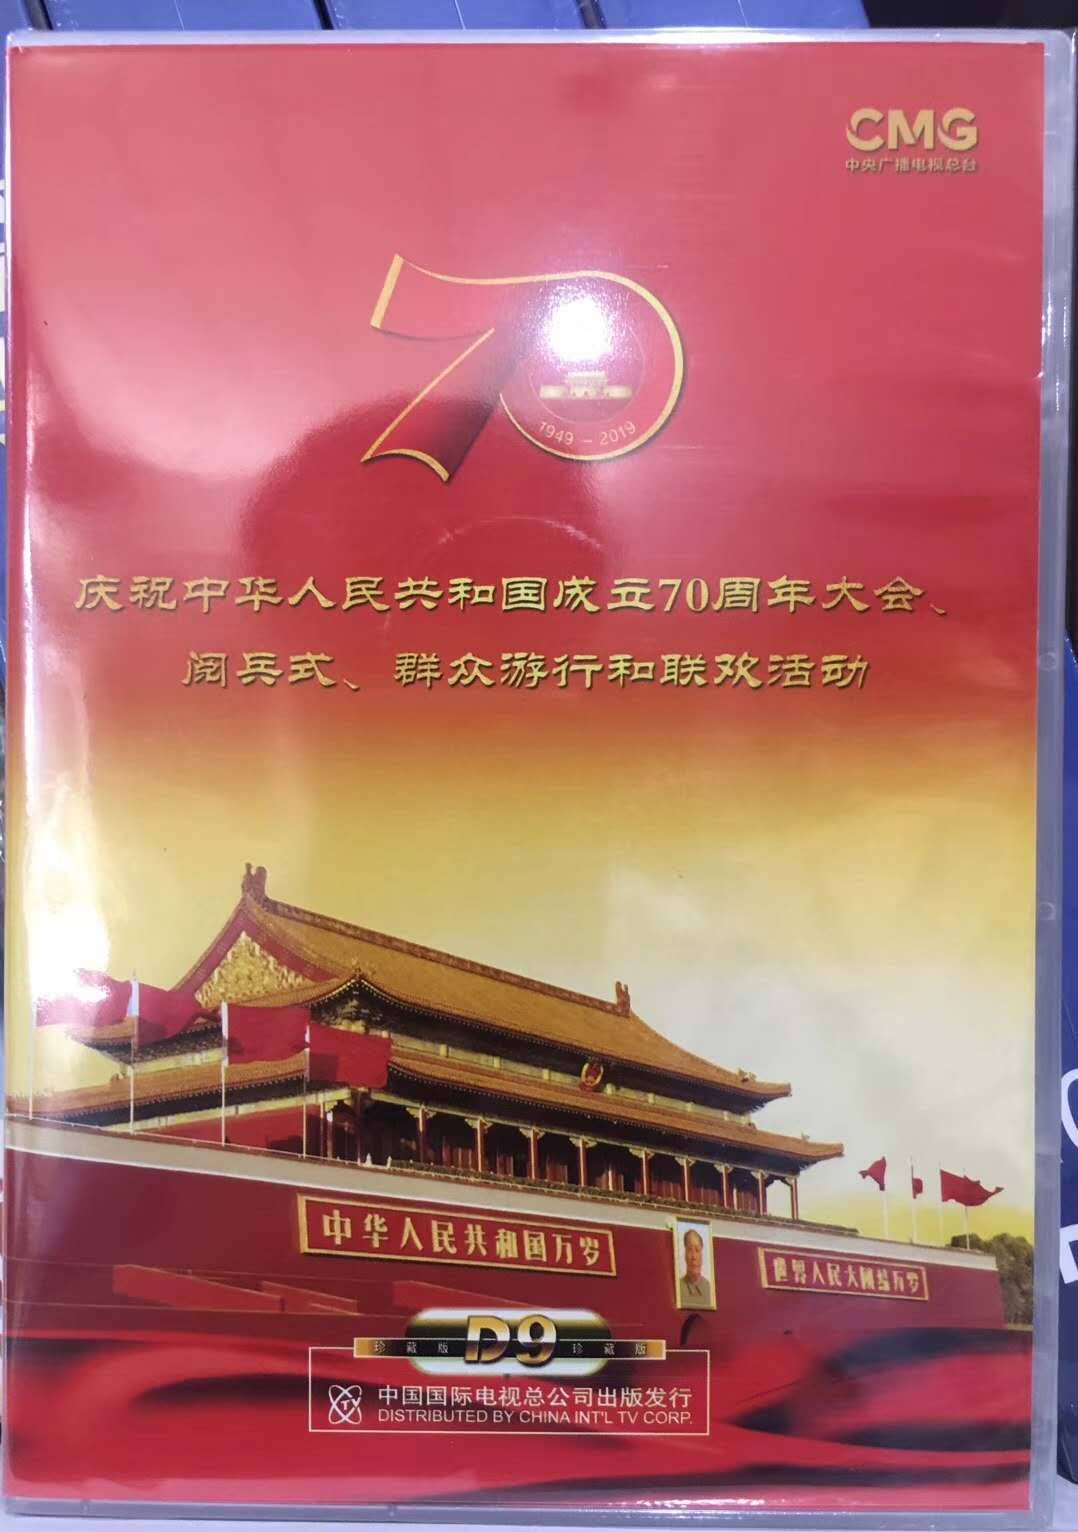 CMG
中央广播电视总台
70
1949 - 2019
庆祝中华人民共和国成立70周年大会、
阅兵式、群众游行和联欢活动
中华人民共和国万岁
世界人民大团结万岁
珍藏版 D9 珍藏版
TV 中国国际电视总公司出版发行
DISTRIBUTED BY CHINA INT'L TV CORP.